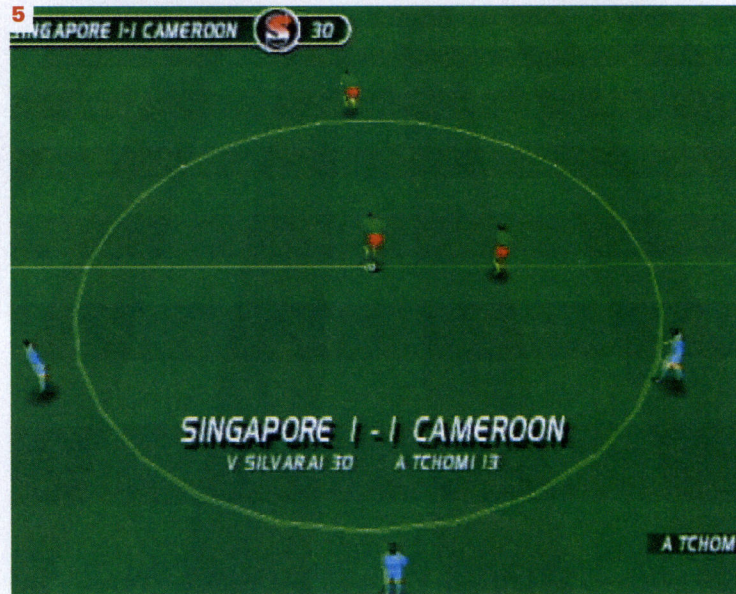 5
SINGAPORE 1-1 CAMEROON S 30
SINGAPORE 1 - 1 CAMEROON
V SILVARAI 30 A TCHOMI 13
A TCHOM